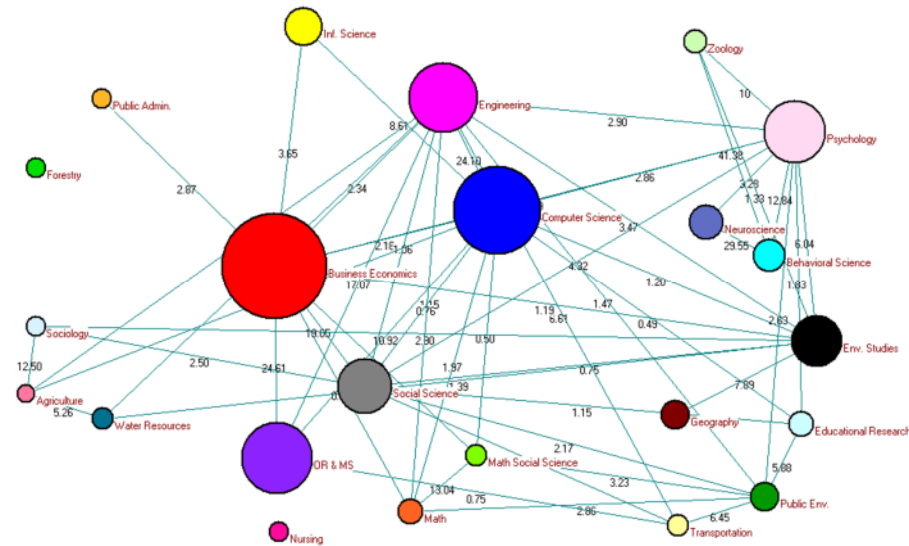 Inf. Science
Zoology
Public Admin.
Engineering
10
2.90
Psychology
8.61
3.65
24.10
41.38
Forestry
2.87
2.34
2.86
3.23
1.33
12.84
Computer Science
Neuroscience
3.47
2.16
1.36
29.55
6.04
Behavioral Science
Business Economics
4.32
17.07
1.20
1.83
1.15
0.76
1.19
1.47
6.61
2.63
Sociology
0.49
10.92
2.90
0.50
Env. Studies
12.50
2.50
24.61
1.97
0.75
7.89
1.39
Agriculture
Social Science
5.26
Water Resources
1.15
Geography
Educational Research
2.17
OR & MS
Math Social Science
5.88
3.23
13.04
0.75
Public Env.
2.86
Math
6.45
Transportation
Nursing